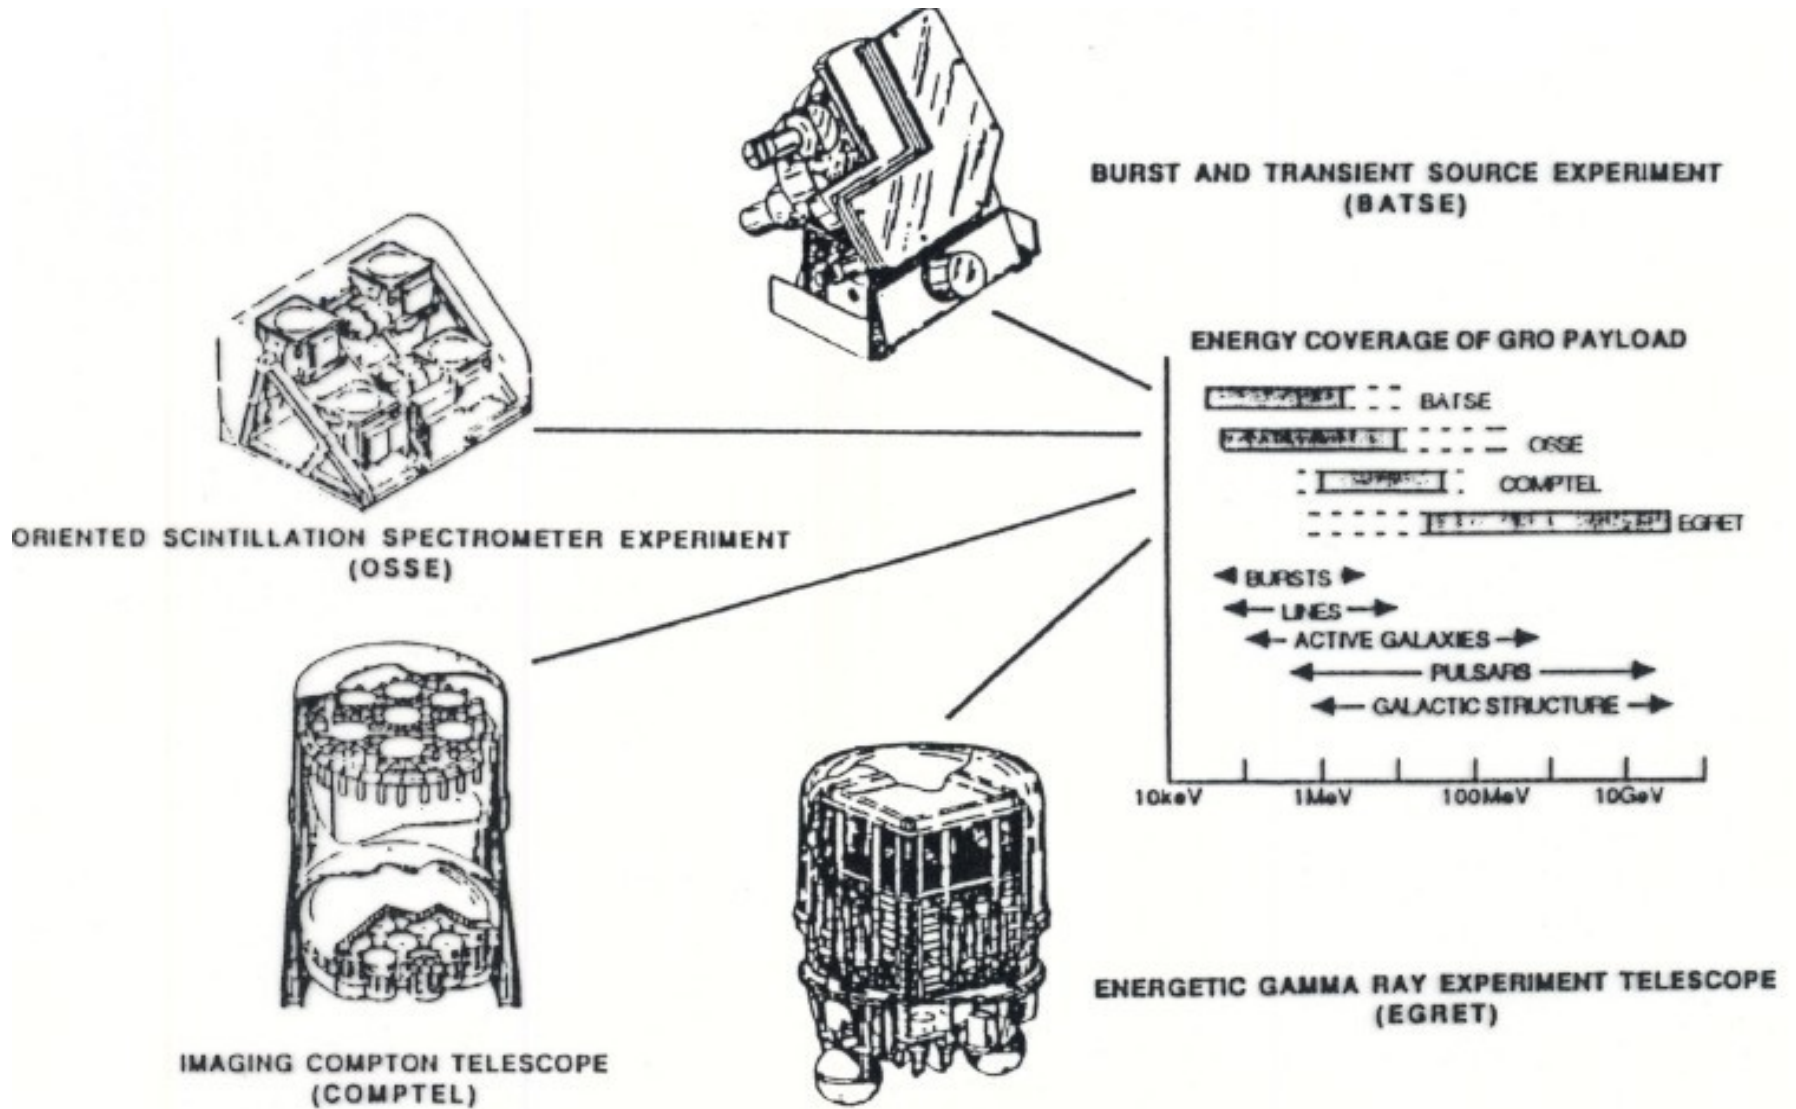 BURST AND TRANSIENT SOURCE EXPERIMENT
(BATSE)
ORIENTED SCINTILLATION SPECTROMETER EXPERIMENT
(OSSE)
ENERGY COVERAGE OF GRO PAYLOAD
BATSE
OSSE
COMPTEL
EGRET
BURSTS
LINES
ACTIVE GALAXIES
PULSARS
GALACTIC STRUCTURE
10keV 1MeV 100MeV 10GeV
IMAGING COMPTON TELESCOPE
(COMPTEL)
ENERGETIC GAMMA RAY EXPERIMENT TELESCOPE
(EGRET)